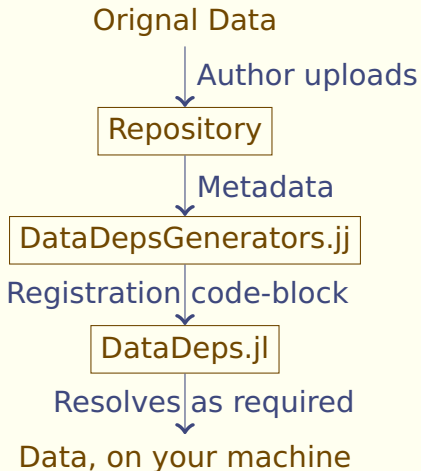 Orignal Data
Author uploads
Repository
Metadata
DataDepsGenerators.jj
Registration code-block
DataDeps.jl
Resolves as required
Data, on your machine